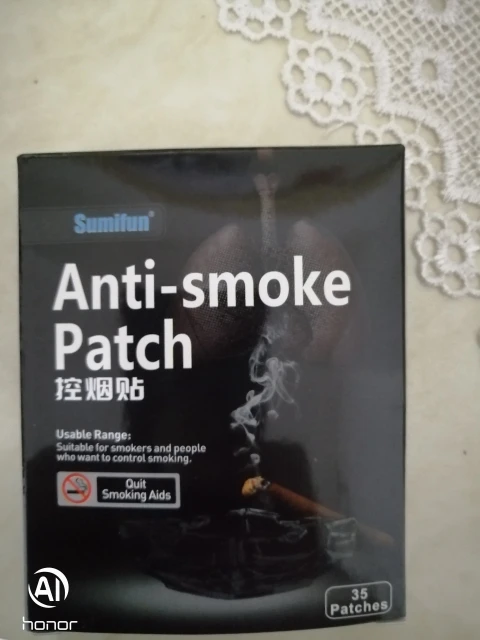 Sumifun®
Anti-smoke
Patch
控烟贴
Usable Range:
Suitable for smokers and people
who want to control smoking.
Quit
Smoking Aids
35
Patches
AI
honor